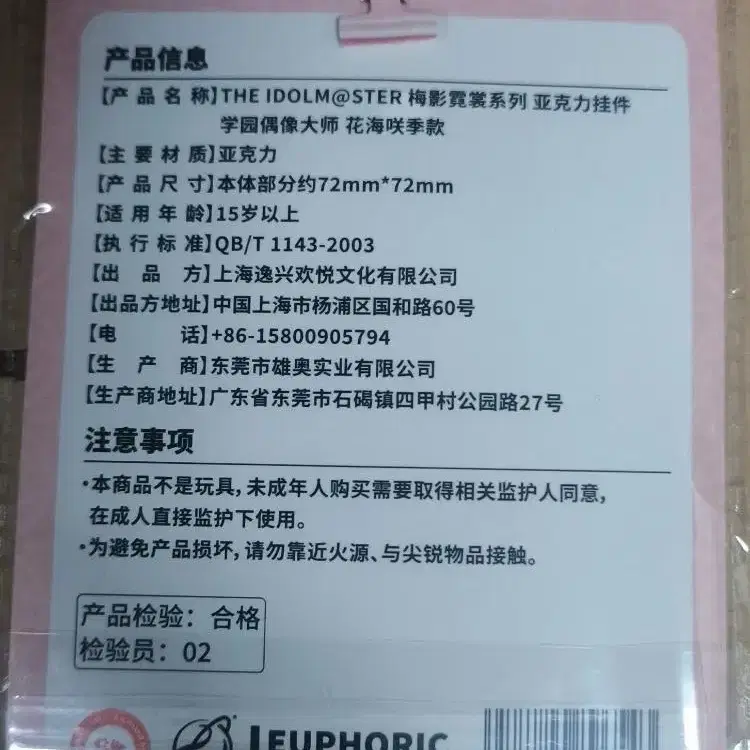 产品信息
【产品名称】THE IDOLM@STER 梅影霓裳系列 亚克力挂件
学园偶像大师 花海咲季款
【主要材质】亚克力
【产品尺寸】本体部分约72mm*72mm
【适用年龄】15岁以上
【执行标准】QB/T 1143-2003
【出品方】上海逸兴欢悦文化有限公司
【出品方地址】中国上海市杨浦区国和路60号
【电话】+86-15800905794
【生产商】东莞市雄奥实业有限公司
【生产商地址】广东省东莞市石碣镇四甲村公园路27号
注意事项
·本商品不是玩具,未成年人购买需要取得相关监护人同意,
在成人直接监护下使用。
·为避免产品损坏,请勿靠近火源、与尖锐物品接触。
产品检验：合格
检验员：02
EUPHORIC